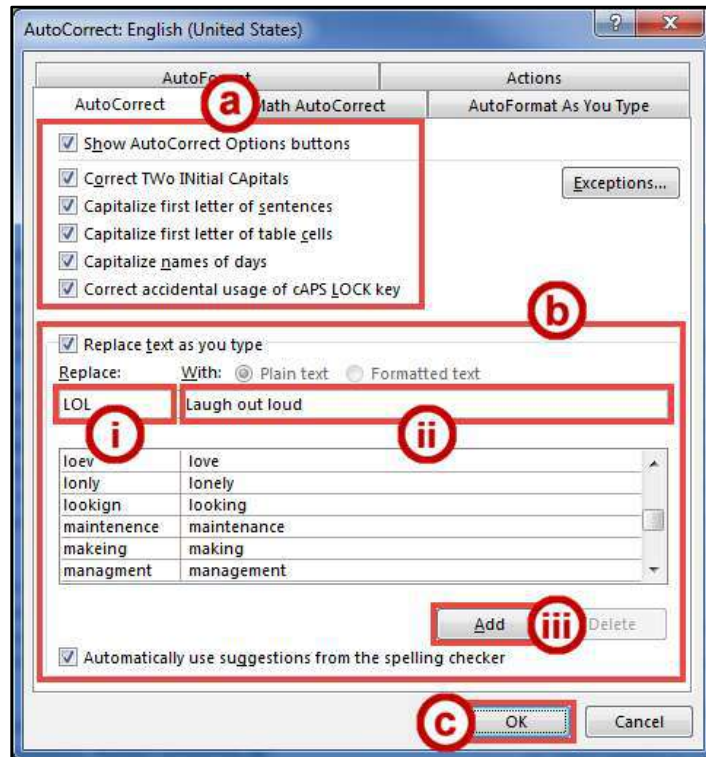 AutoCorrect: English (United States)
AutoFormat Actions
AutoCorrect a Math AutoCorrect AutoFormat As You Type
Show AutoCorrect Options buttons
Correct TWo INitial CApitals Exceptions...
Capitalize first letter of sentences
Capitalize first letter of table cells
Capitalize names of days
Correct accidental usage of cAPS LOCK key
b
Replace text as you type
Replace: With: Plain text Formatted text
LOL Laugh out loud
i ii
loev love
lonly lonely
lookign looking
maintenence maintenance
makeing making
managment management
Add iii Delete
Automatically use suggestions from the spelling checker
c OK Cancel